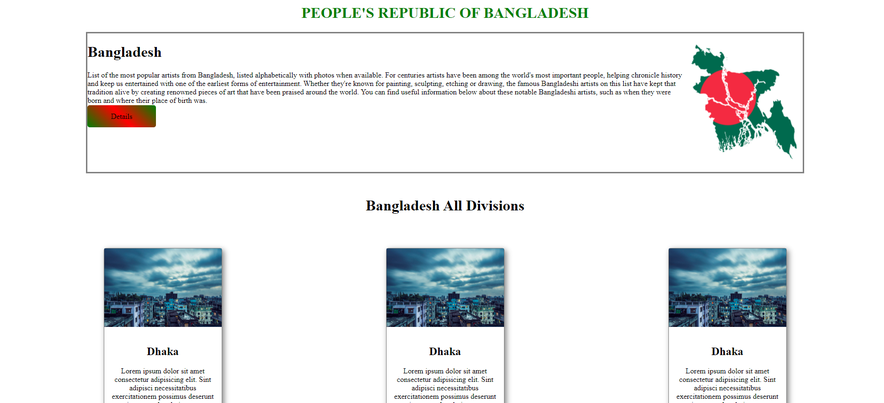 PEOPLE'S REPUBLIC OF BANGLADESH
Bangladesh
List of the most popular artists from Bangladesh, listed alphabetically with photos when available. For centuries artists have been among the world's most important people, helping chronicle history
and keep us entertained with one of the earliest forms of entertainment. Whether they're known for painting, sculpting, etching or drawing, the famous Bangladeshi artists on this list have kept that
tradition alive by creating renowned pieces of art that have been praised around the world. You can find useful information below about these notable Bangladeshi artists, such as when they were
born and where their place of birth was.
Details
Bangladesh All Divisions
Dhaka
Lorem ipsum dolor sit amet
consectetur adipisicing elit. Sint
adipisci necessitatibus
exercitationem possimus deserunt
Dhaka
Lorem ipsum dolor sit amet
consectetur adipisicing elit. Sint
adipisci necessitatibus
exercitationem possimus deserunt
Dhaka
Lorem ipsum dolor sit amet
consectetur adipisicing elit. Sint
adipisci necessitatibus
exercitationem possimus deserunt